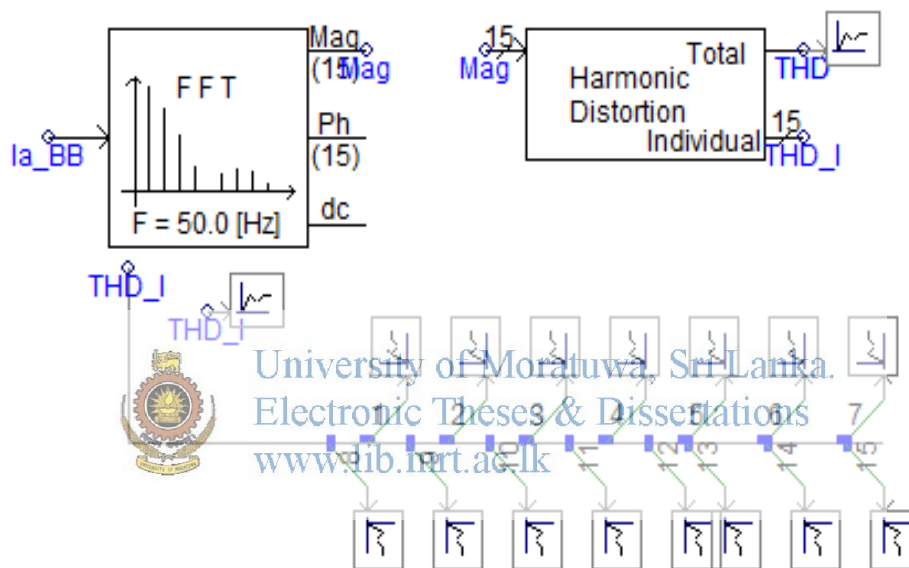 Mag
(15)
Mag
FFT
Ph
(15)
Ia_BB
dc
F = 50.0 [Hz]
15
Mag
Total
Harmonic
Distortion
Individual
THD
15
THD_I
THD_I
THD_I
University of Moratuwa, Sri Lanka.
Electronic Theses & Dissertations
www.lib.mrt.ac.lk
1
2
3
4
5
6
7
8
9
10
11
12
13
14
15